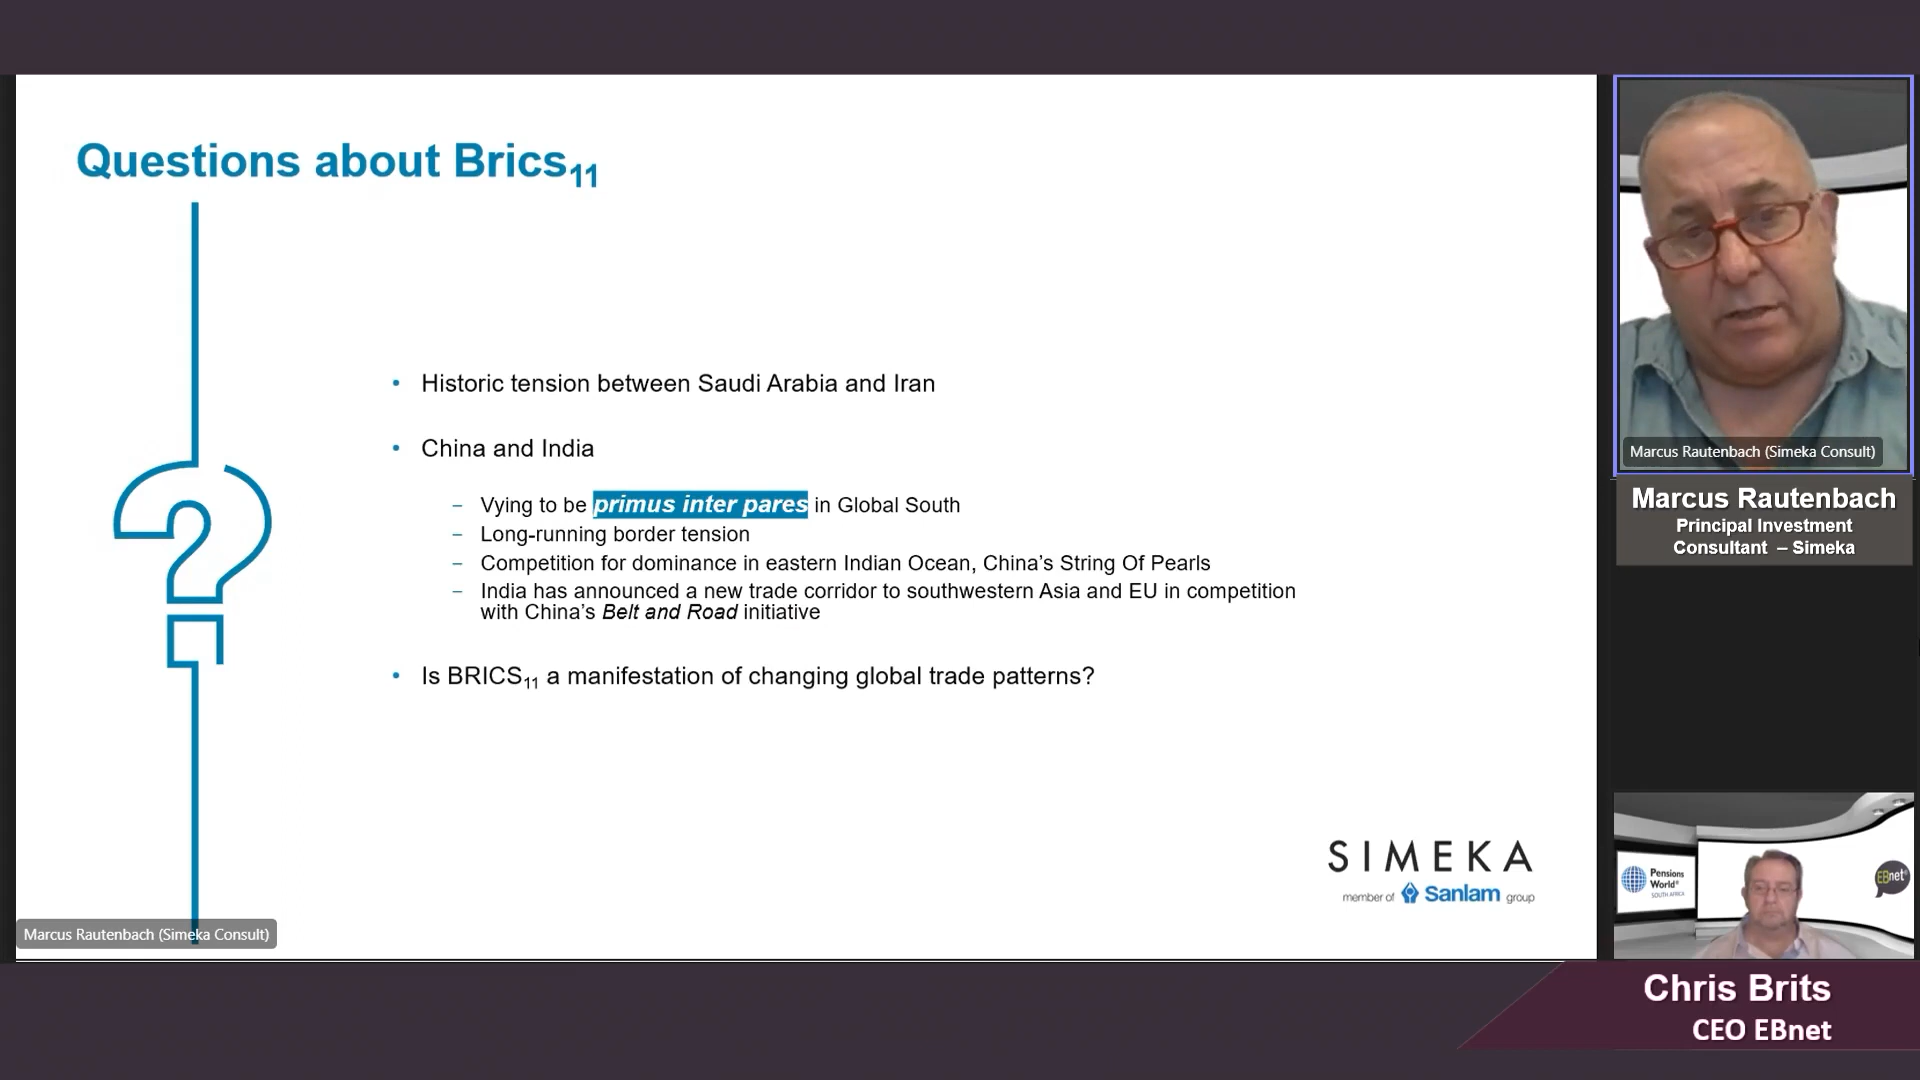 Questions about Brics₁₁
• Historic tension between Saudi Arabia and Iran
• China and India
– Vying to be primus inter pares in Global South
– Long-running border tension
– Competition for dominance in eastern Indian Ocean, China’s String Of Pearls
– India has announced a new trade corridor to southwestern Asia and EU in competition
with China’s Belt and Road initiative
• Is BRICS₁₁ a manifestation of changing global trade patterns?
SIMEKA
member of Sanlam group
Marcus Rautenbach (Simeka Consult)
Marcus Rautenbach (Simeka Consult)
Marcus Rautenbach
Principal Investment
Consultant – Simeka
Pensions
World®
SOUTH AFRICA
EBnet®
Chris Brits
CEO EBnet